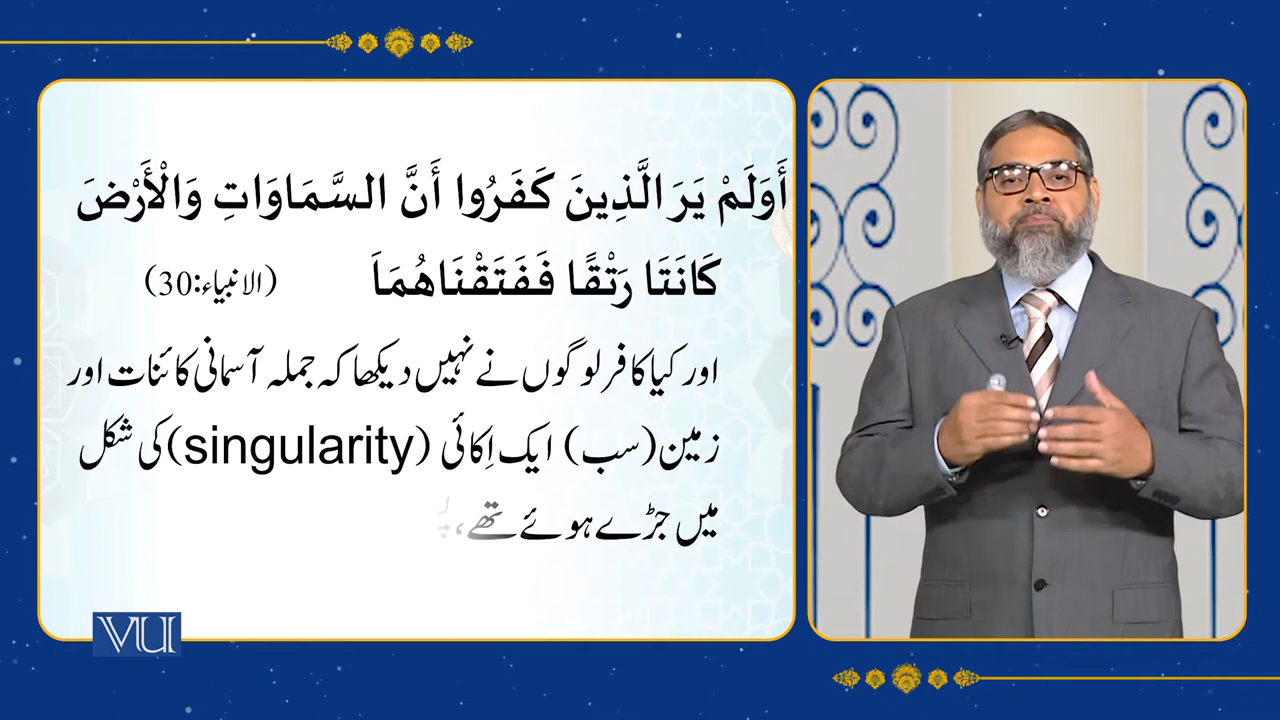 أَوَلَمْ يَرَ الَّذِينَ كَفَرُوا أَنَّ السَّمَاوَاتِ وَالْأَرْضَ
كَانَتَا رَتْقًا فَفَتَقْنَاهُمَاَ (الانبیاء:30)
اور کیا کافر لوگوں نے نہیں دیکھا کہ جملہ آسمانی کائنات اور
زمین(سب) ایک اِکائی (singularity)کی شکل
میں جڑے ہوئے تھے،
VU